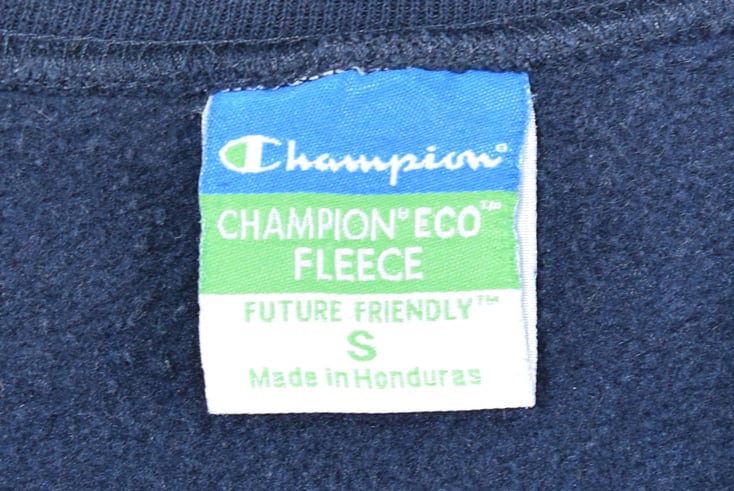 Champion®
CHAMPION® ECO™
FLEECE
FUTURE FRIENDLY™
S
Made in Honduras